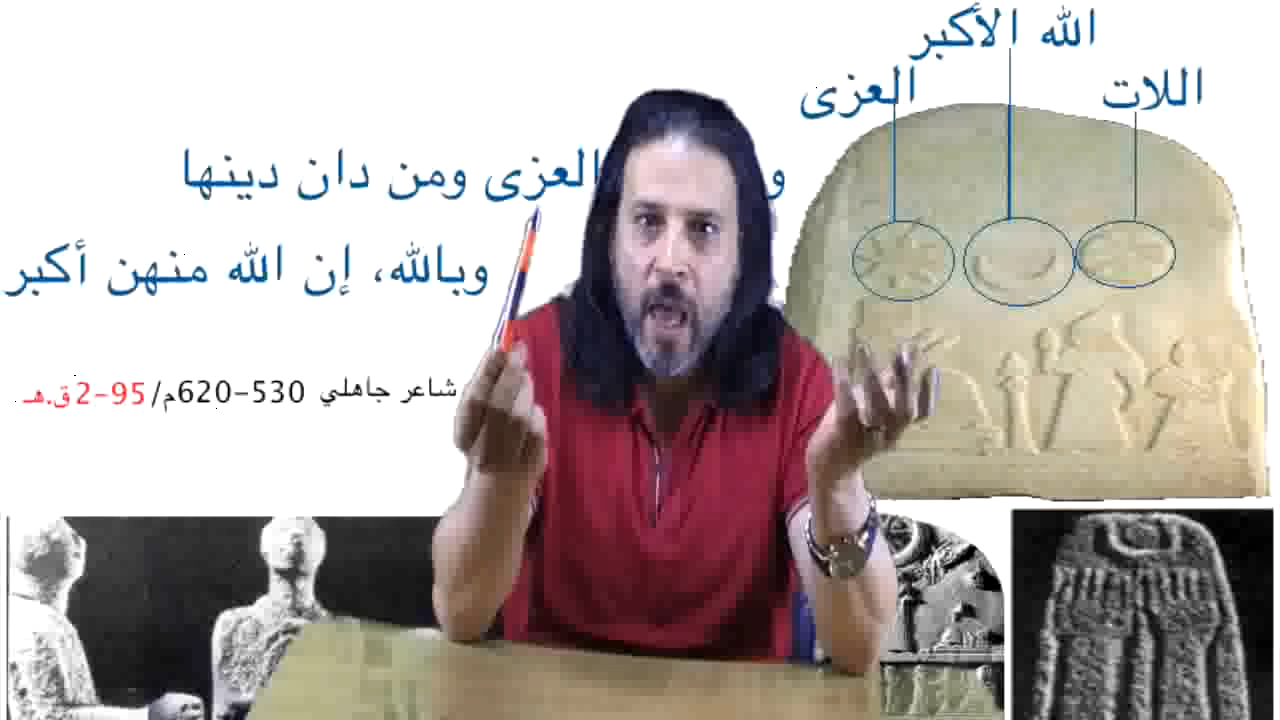 الله الأكبر
العزى
اللات
العزى ومن دان دينها
وبالله، إن الله منهن أكبر
شاعر جاهلي 530-620م/95-2ق.هـ